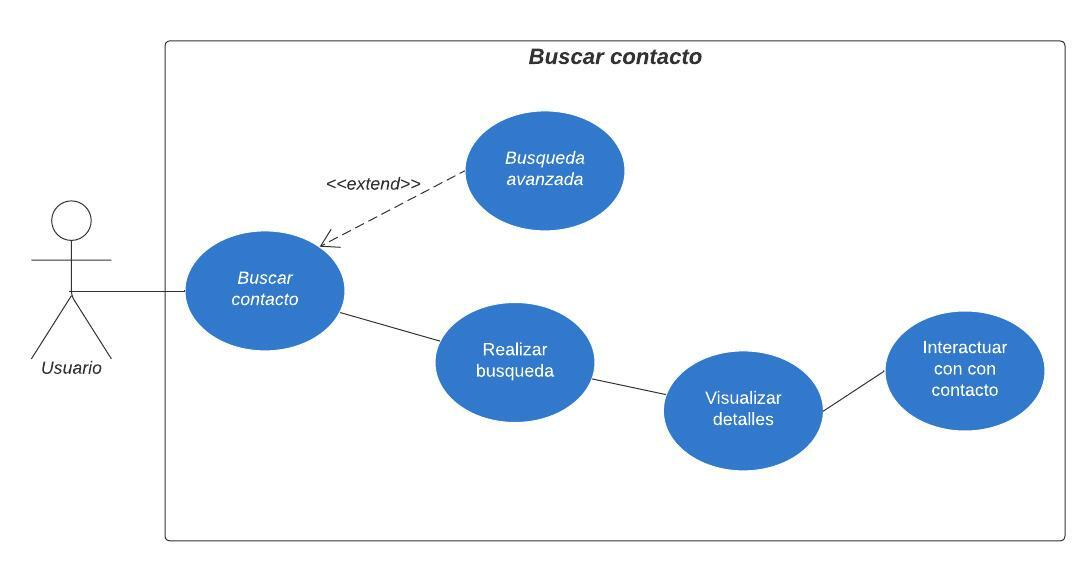 Buscar contacto
Busqueda
avanzada
<<extend>>
Buscar
contacto
Usuario
Realizar
busqueda
Visualizar
detalles
Interactuar
con con
contacto